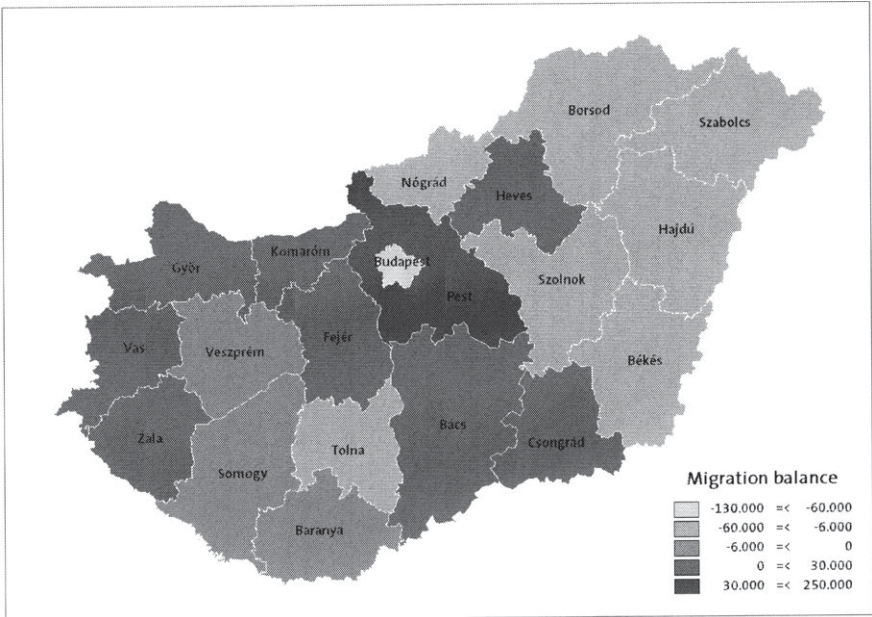 Borsod
Szabolcs
Nógrád
Heves
Hajdú
Budapest
Komaróm
Győr
Szolnok
Pest
Fejér
Vas
Veszprém
Békés
Zala
Bács
Csongrád
Tolna
Somogy
Baranya
Migration balance
-130.000 =< -60.000
-60.000 =< -6.000
-6.000 =< 0
0 =< 30.000
30.000 =< 250.000